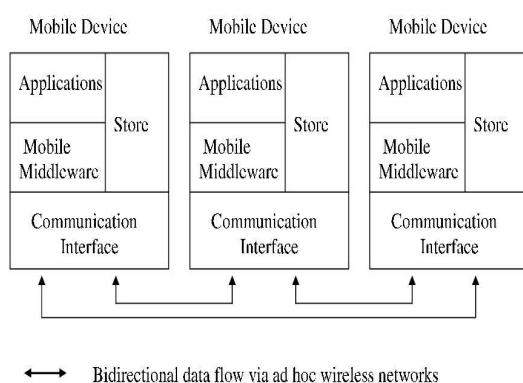 Mobile Device
Applications
Store
Mobile
Middleware
Communication
Interface
Mobile Device
Applications
Store
Mobile
Middleware
Communication
Interface
Mobile Device
Applications
Store
Mobile
Middleware
Communication
Interface
Bidirectional data flow via ad hoc wireless networks